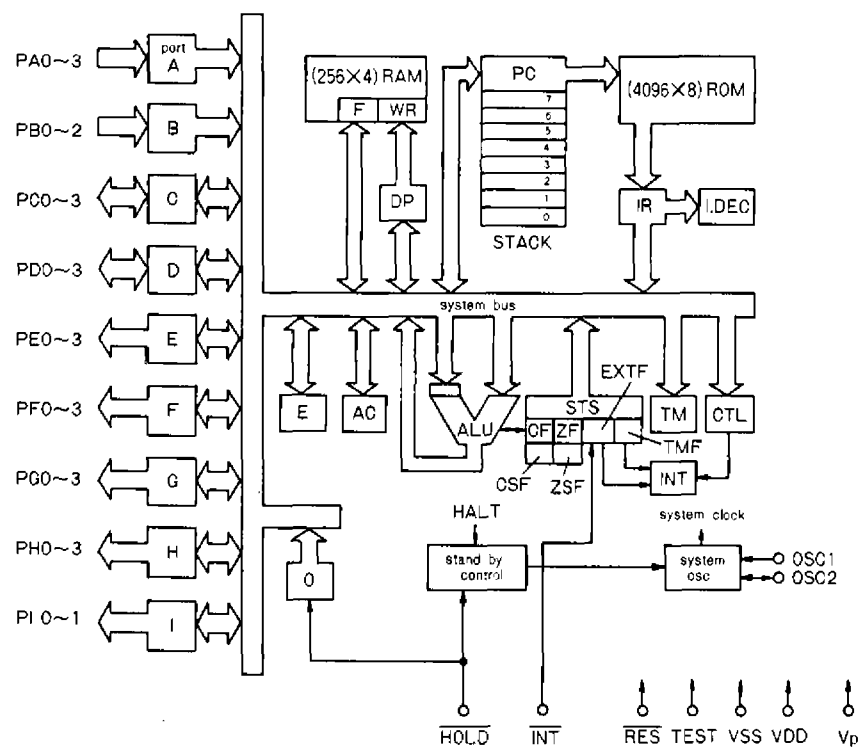 PA0~3
port
A
PB0~2
B
PC0~3
C
PD0~3
D
PE0~3
E
PF0~3
F
PG0~3
G
PH0~3
H
PI0~1
I
(256×4) RAM
F
WR
DP
PC
7
6
5
4
3
2
1
0
STACK
(4096×8) ROM
IR
I.DEC
system bus
E
AC
ALU
STS
CF
ZF
CSF
ZSF
EXTF
TMF
TM
CTL
INT
0
HALT
stand by
control
system clock
system
osc
OSC1
OSC2
HOLD
INT
RES
TEST
VSS
VDD
Vp